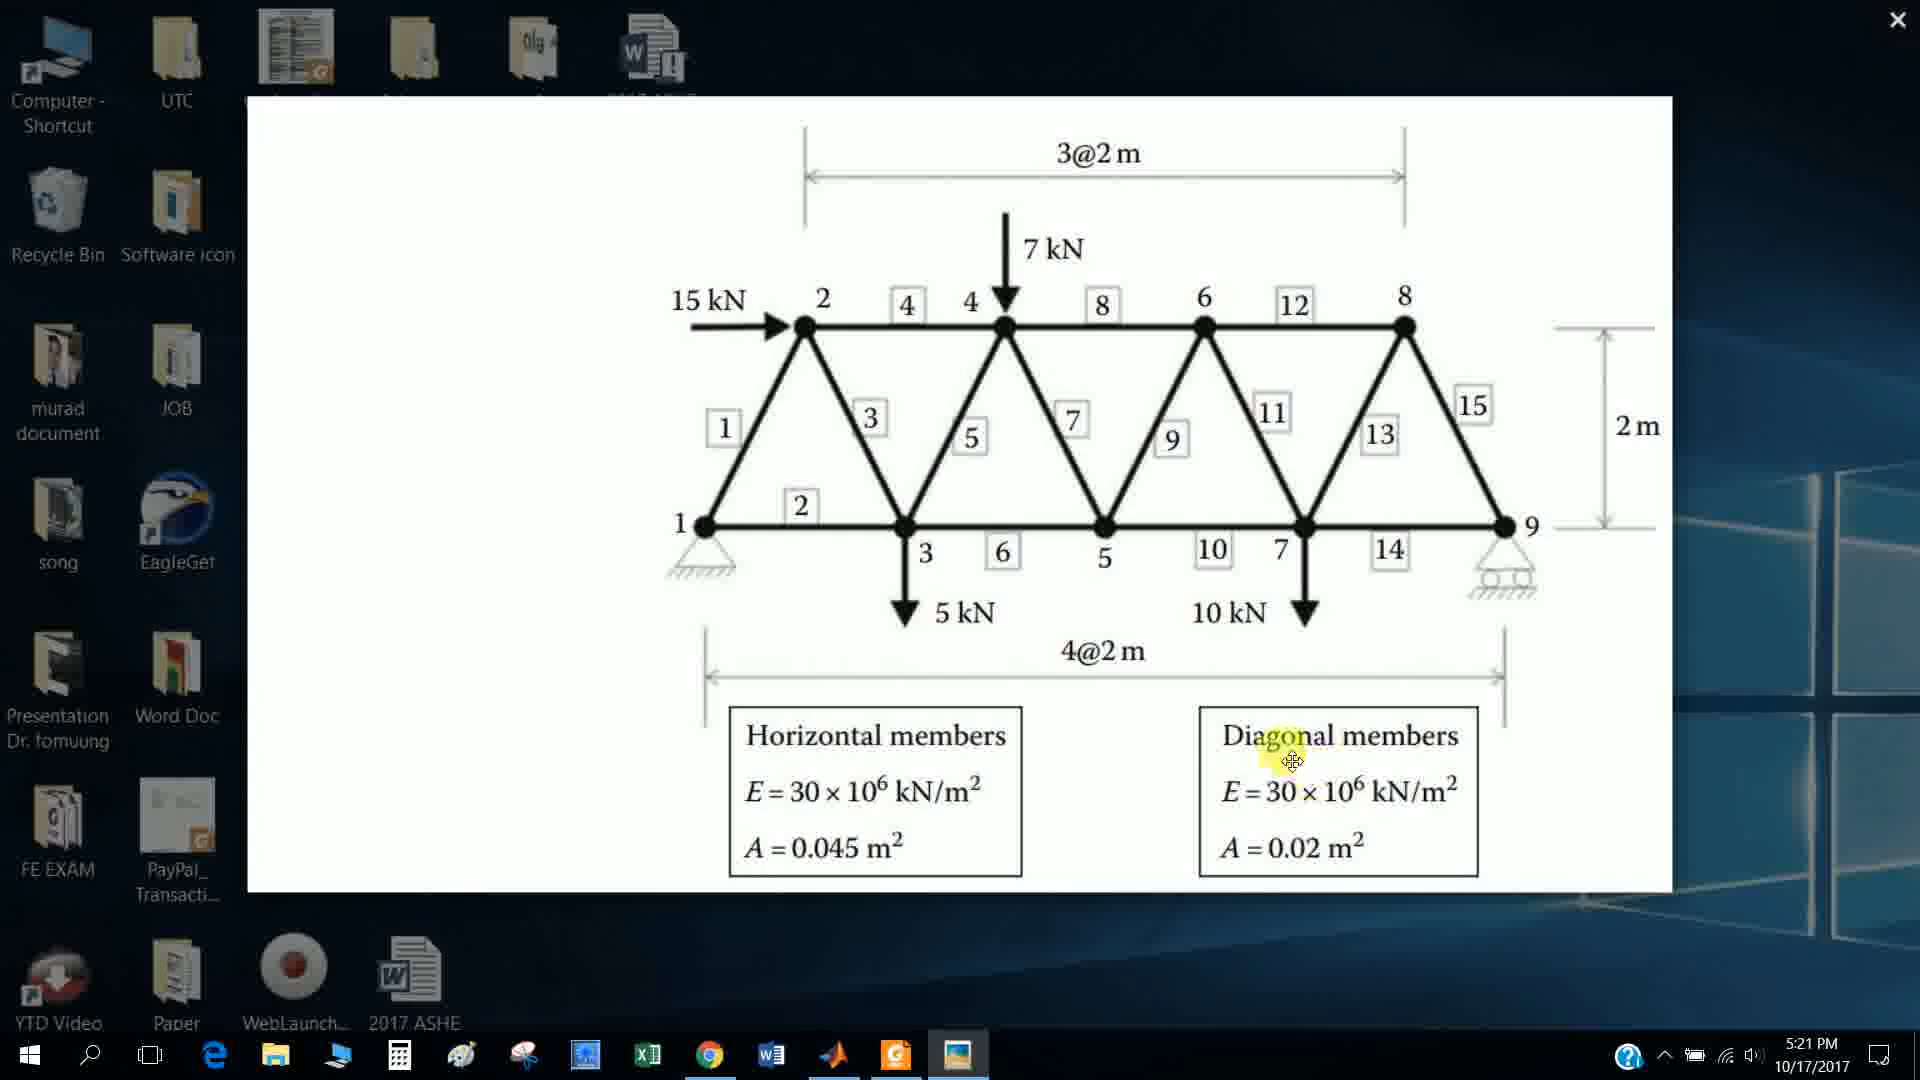 Computer -
Shortcut
UTC
Recycle Bin
Software icon
murad
document
JOB
song
EagleGet
Presentation
Dr. fomuung
Word Doc
FE EXAM
PayPal_
Transacti...
YTD Video
Paper
WebLaunch...
2017 ASHE
3@2 m
7 kN
15 kN
2
4
4
8
6
12
8
1
3
5
7
9
11
13
15
2 m
1
2
3
6
5
10
7
14
9
5 kN
10 kN
4@2 m
Horizontal members
E = 30 × 10⁶ kN/m²
A = 0.045 m²
Diagonal members
E = 30 × 10⁶ kN/m²
A = 0.02 m²
5:21 PM
10/17/2017